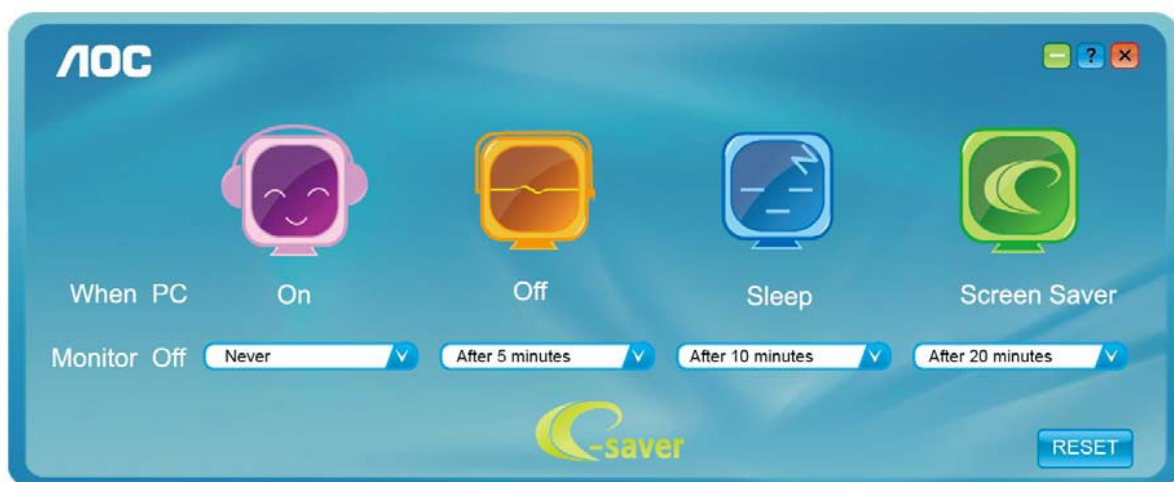 AOC
?
When PC On Off Sleep Screen Saver
Monitor Off Never After 5 minutes After 10 minutes After 20 minutes
e-saver
RESET